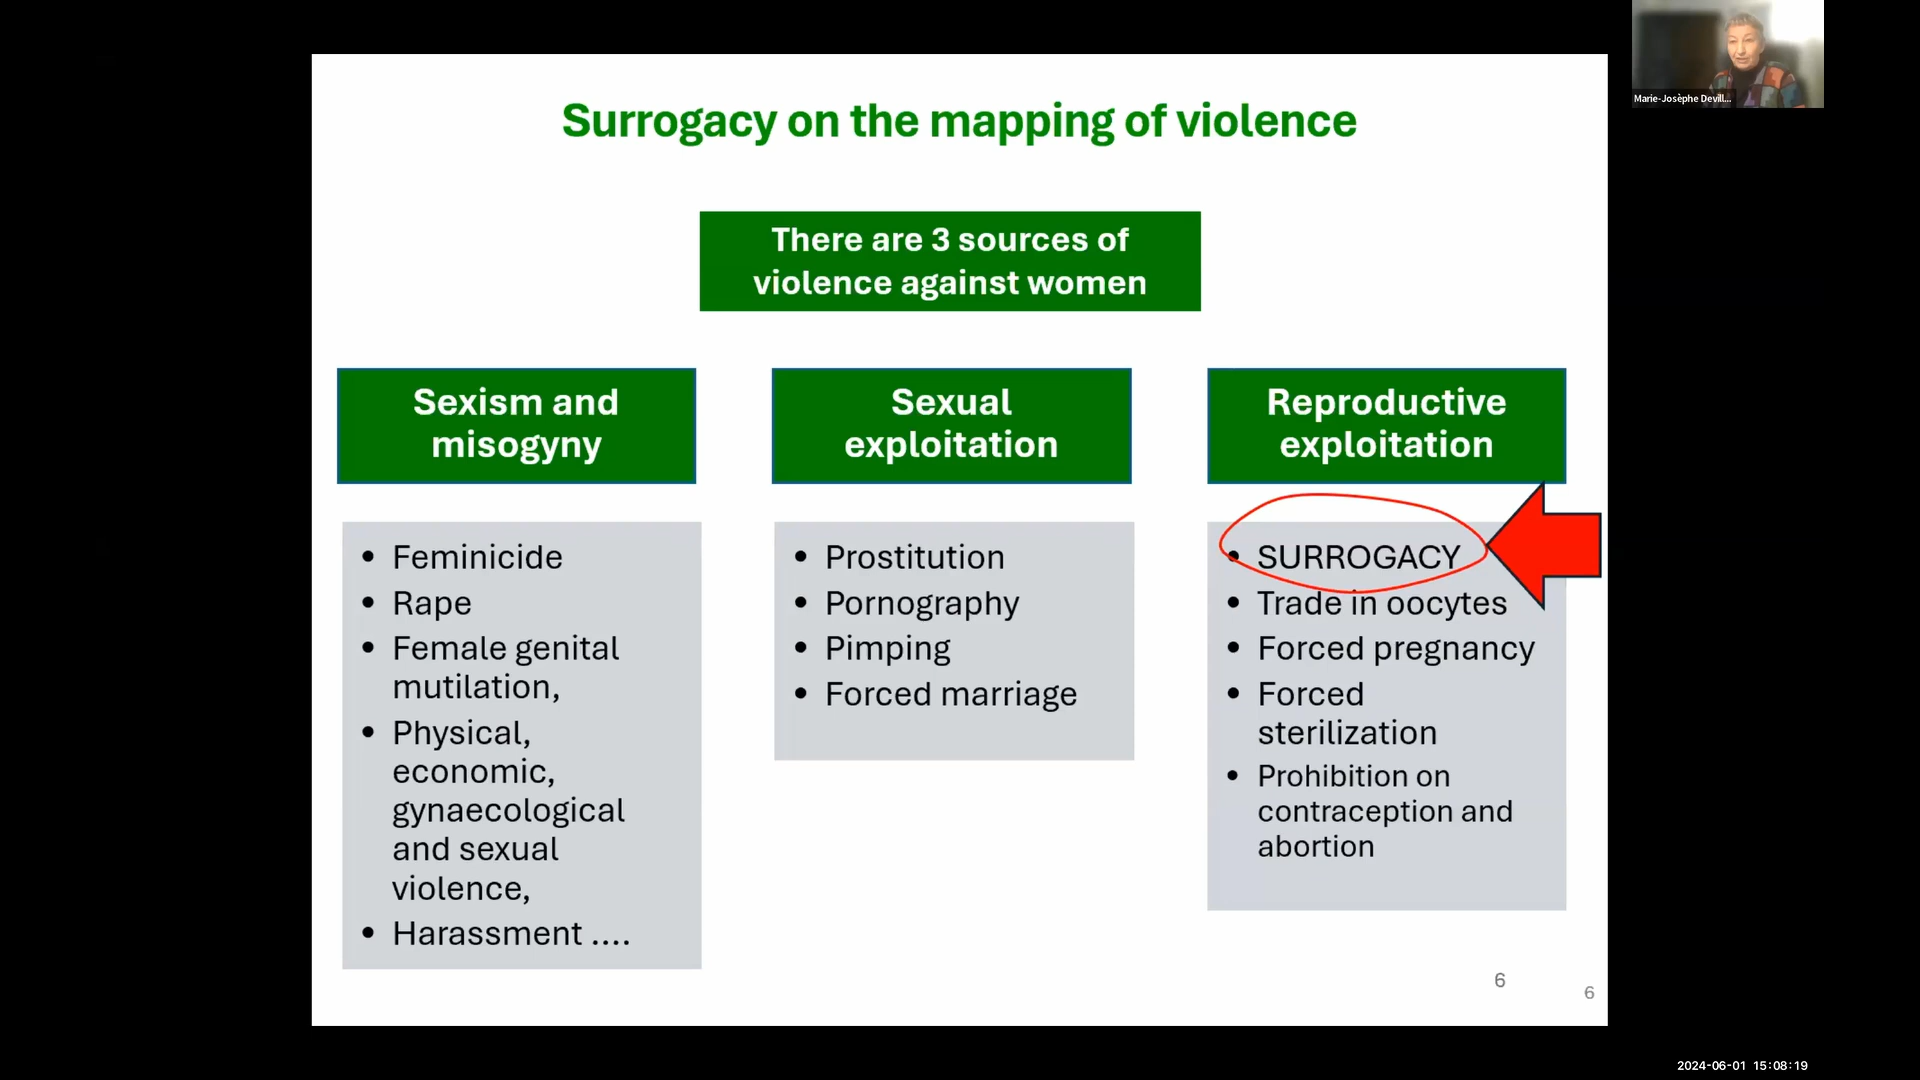 Surrogacy on the mapping of violence
There are 3 sources of
violence against women
Sexism and
misogyny
• Feminicide
• Rape
• Female genital
mutilation,
• Physical,
economic,
gynaecological
and sexual
violence,
• Harassment ....
Sexual
exploitation
• Prostitution
• Pornography
• Pimping
• Forced marriage
Reproductive
exploitation
• SURROGACY
• Trade in oocytes
• Forced pregnancy
• Forced
sterilization
• Prohibition on
contraception and
abortion
6
6
Marie-Josèphe Devill...
2024-06-01 15:08:19